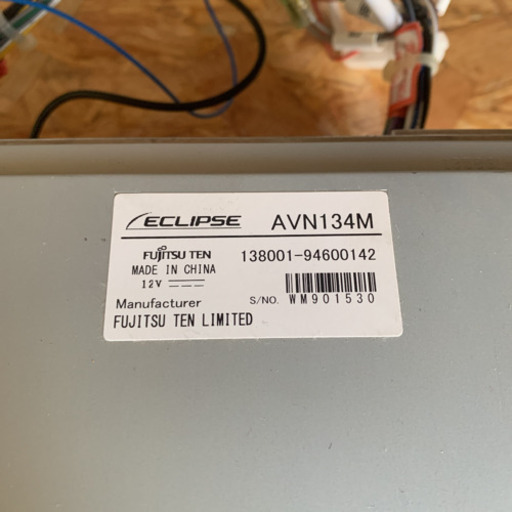 ECLIPSE AVN134M
FUJITSU TEN 138001-94600142
MADE IN CHINA
12V
S/NO. WM901530
Manufacturer
FUJITSU TEN LIMITED